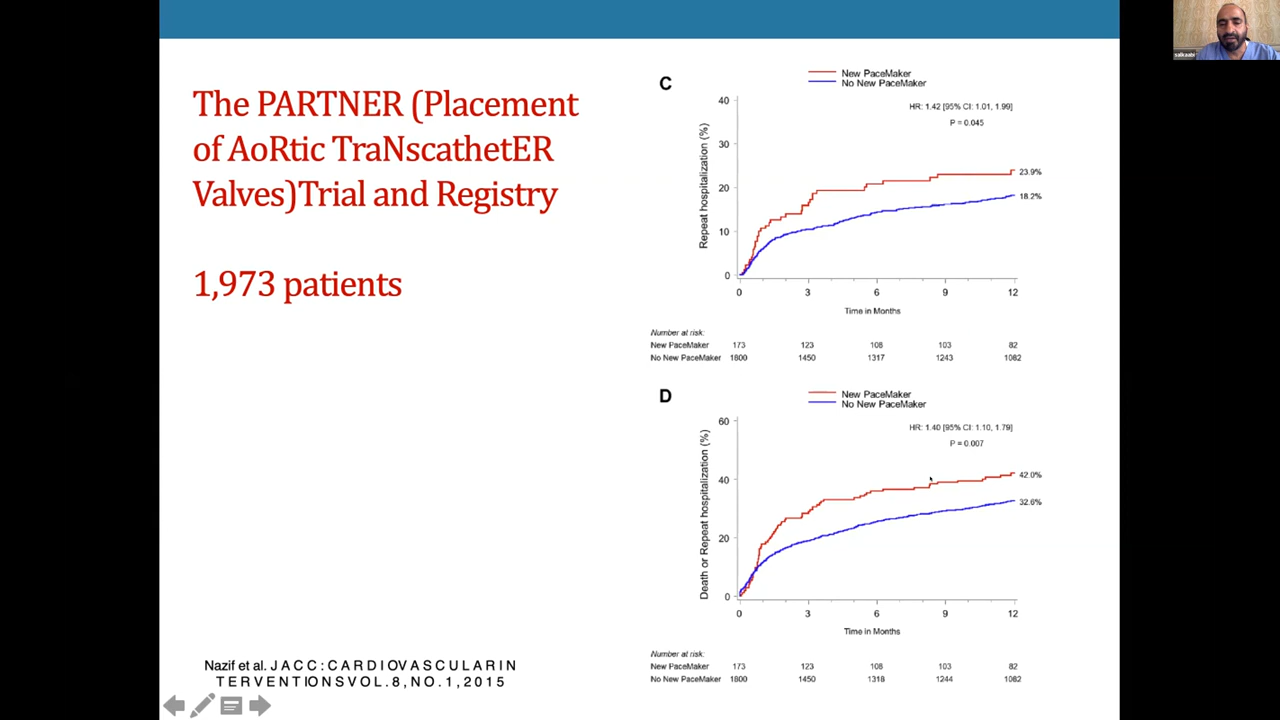 The PARTNER (Placement
of AoRtic TraNscathetER
Valves)Trial and Registry
1,973 patients
Nazif et al. J A C C : C A R D I O V A S C U L A R I N
T E R V E N T I O N S V O L . 8 , N O . 1 , 2 0 1 5
C
New PaceMaker
No New PaceMaker
HR: 1.42 [95% CI: 1.01, 1.99]
P = 0.045
Repeat hospitalization (%)
40
30
20
10
0
23.9%
18.2%
0 3 6 9 12
Time in Months
Number at risk:
New PaceMaker 173 123 108 103 82
No New PaceMaker 1800 1450 1317 1243 1082
D
New PaceMaker
No New PaceMaker
HR: 1.40 [95% CI: 1.10, 1.79]
P = 0.007
Death or Repeat hospitalization (%)
60
40
20
0
42.0%
32.6%
0 3 6 9 12
Time in Months
Number at risk:
New PaceMaker 173 123 108 103 82
No New PaceMaker 1800 1450 1318 1244 1082
salkaabi